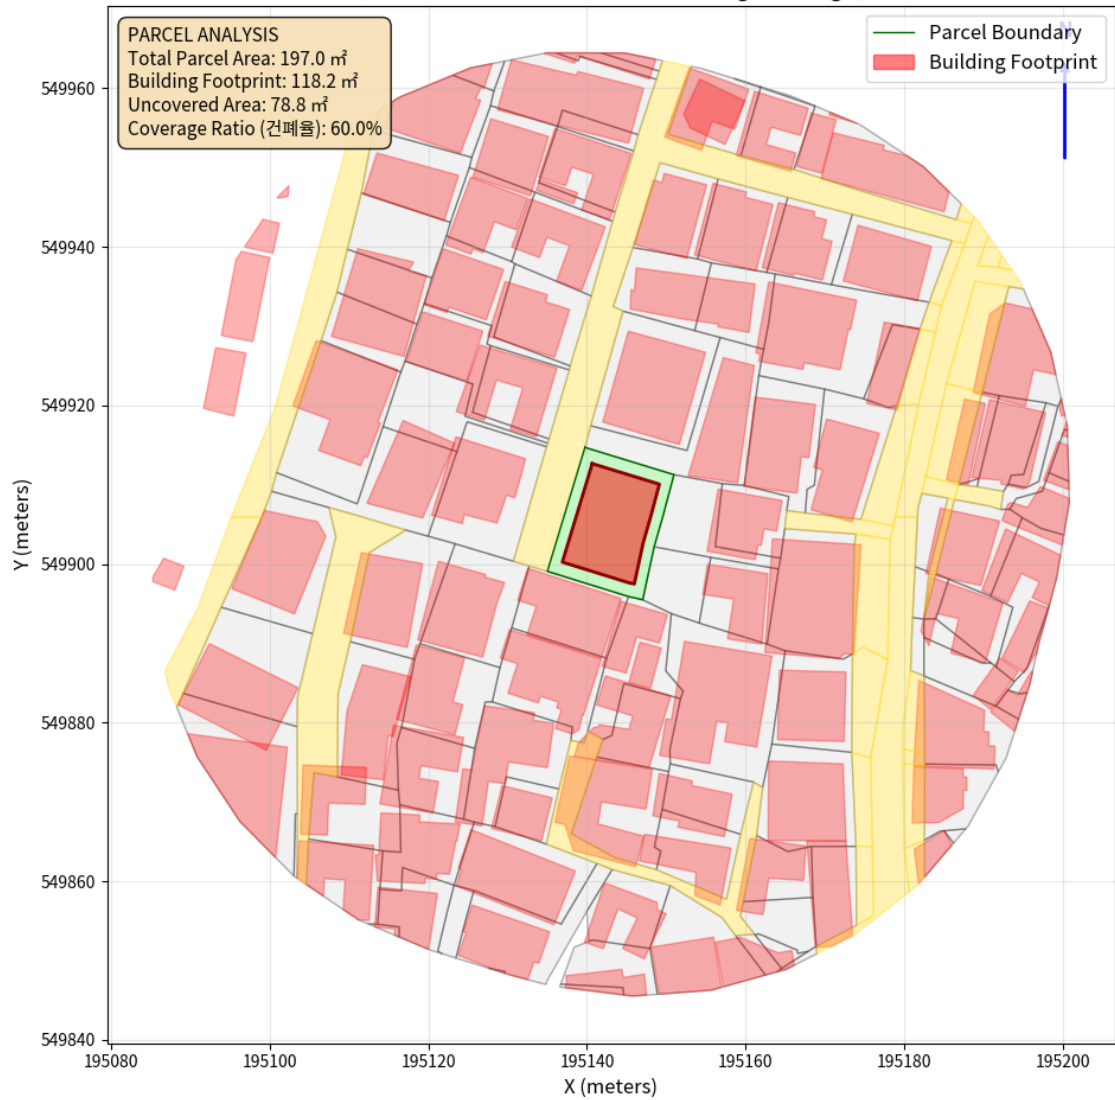 PARCEL ANALYSIS
Total Parcel Area: 197.0 ㎡
Building Footprint: 118.2 ㎡
Uncovered Area: 78.8 ㎡
Coverage Ratio (건폐율): 60.0%
N
Parcel Boundary
Building Footprint
549960
549940
549920
549900
549880
549860
549840
Y (meters)
195080
195100
195120
195140
195160
195180
195200
X (meters)